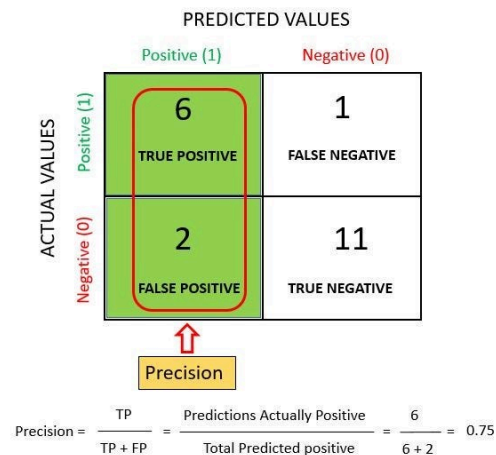 PREDICTED VALUES
Positive (1) Negative (0)
ACTUAL VALUES
Positive (1)
6 1
TRUE POSITIVE FALSE NEGATIVE
Negative (0)
2 11
FALSE POSITIVE TRUE NEGATIVE
Precision
Precision = TP / TP + FP = Predictions Actually Positive / Total Predicted positive = 6 / 6 + 2 = 0.75